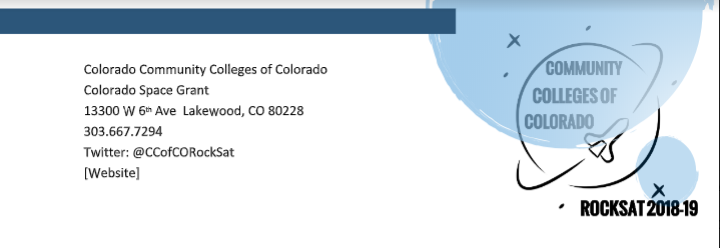 Colorado Community Colleges of Colorado
Colorado Space Grant
13300 W 6th Ave Lakewood, CO 80228
303.667.7294
Twitter: @CCofCORockSat
[Website]
COMMUNITY
COLLEGES OF
COLORADO
ROCKSAT 2018-19